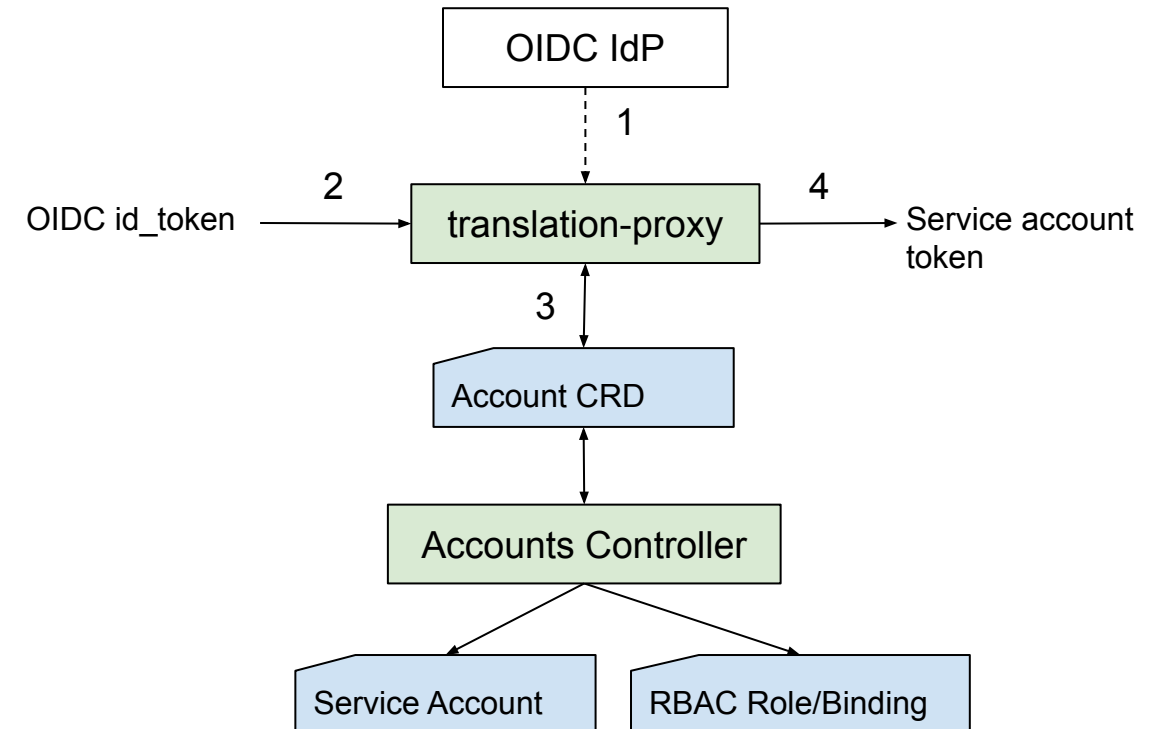 OIDC IdP
1
2
4
OIDC id_token
translation-proxy
Service account
token
3
Account CRD
Accounts Controller
Service Account
RBAC Role/Binding